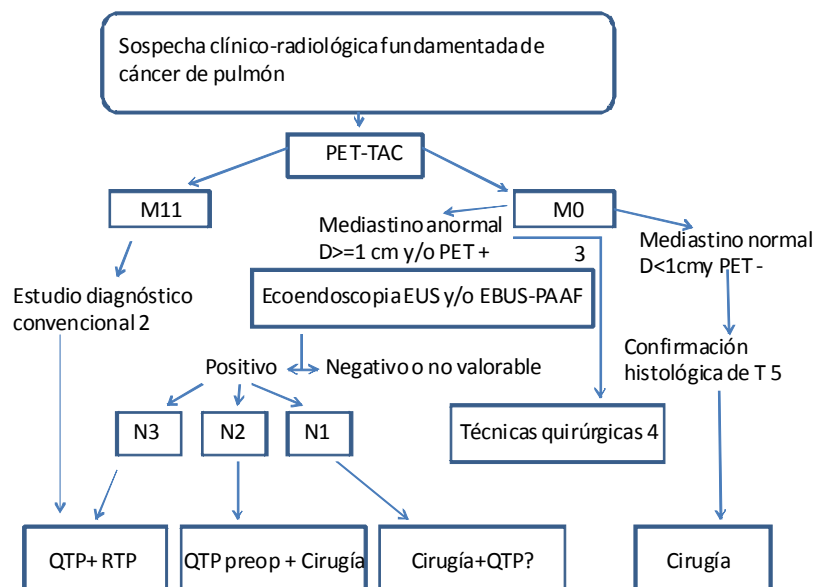 Sospecha clínico-radiológica fundamentada de
cáncer de pulmón
PET-TAC
M11
M0
Mediastino anormal
D>=1 cm y/o PET +
3
Mediastino normal
D<1cmy PET -
Estudio diagnóstico
convencional 2
Ecoendoscopia EUS y/o EBUS-PAAF
Positivo
Negativo o no valorable
Confirmación
histológica de T 5
N3
N2
N1
Técnicas quirúrgicas 4
QTP+ RTP
QTP preop + Cirugía
Cirugía+QTP?
Cirugía